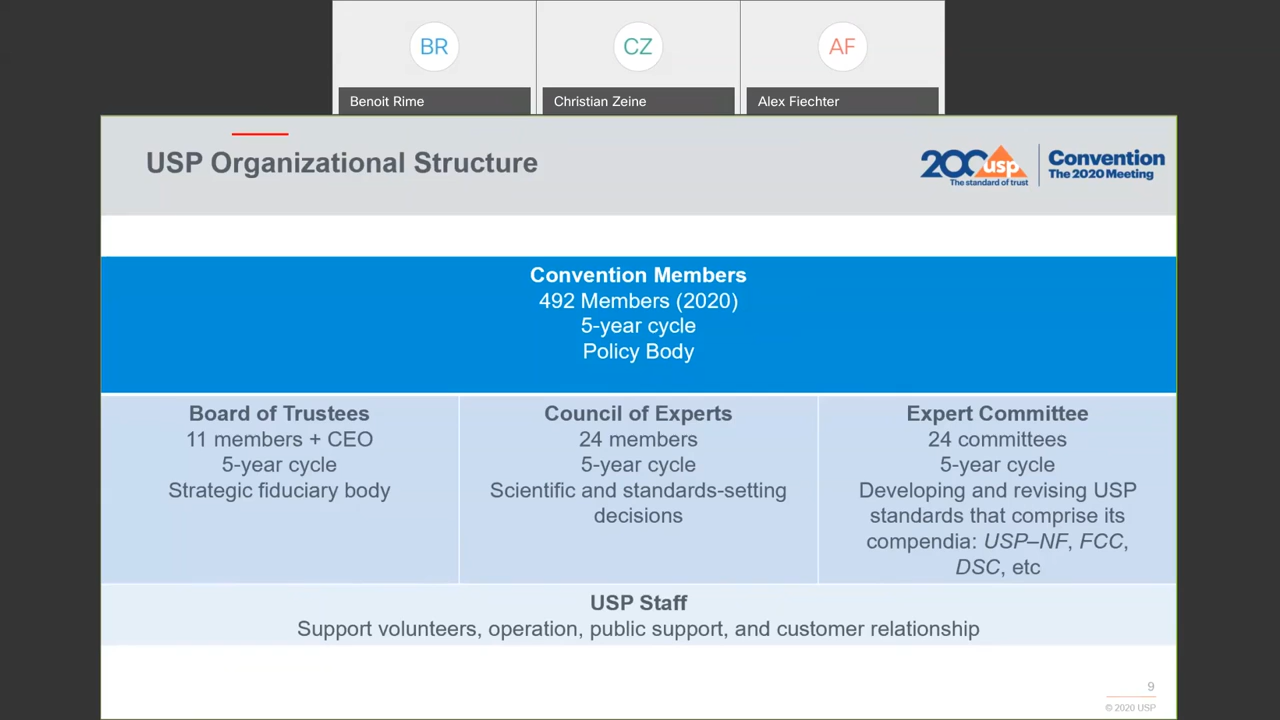 BR
CZ
AF
Benoit Rime
Christian Zeine
Alex Fiechter
USP Organizational Structure
200 usp
The standard of trust
Convention
The 2020 Meeting
Convention Members
492 Members (2020)
5-year cycle
Policy Body
Board of Trustees
11 members + CEO
5-year cycle
Strategic fiduciary body
Council of Experts
24 members
5-year cycle
Scientific and standards-setting
decisions
Expert Committee
24 committees
5-year cycle
Developing and revising USP
standards that comprise its
compendia: USP–NF, FCC,
DSC, etc
USP Staff
Support volunteers, operation, public support, and customer relationship
9
© 2020 USP